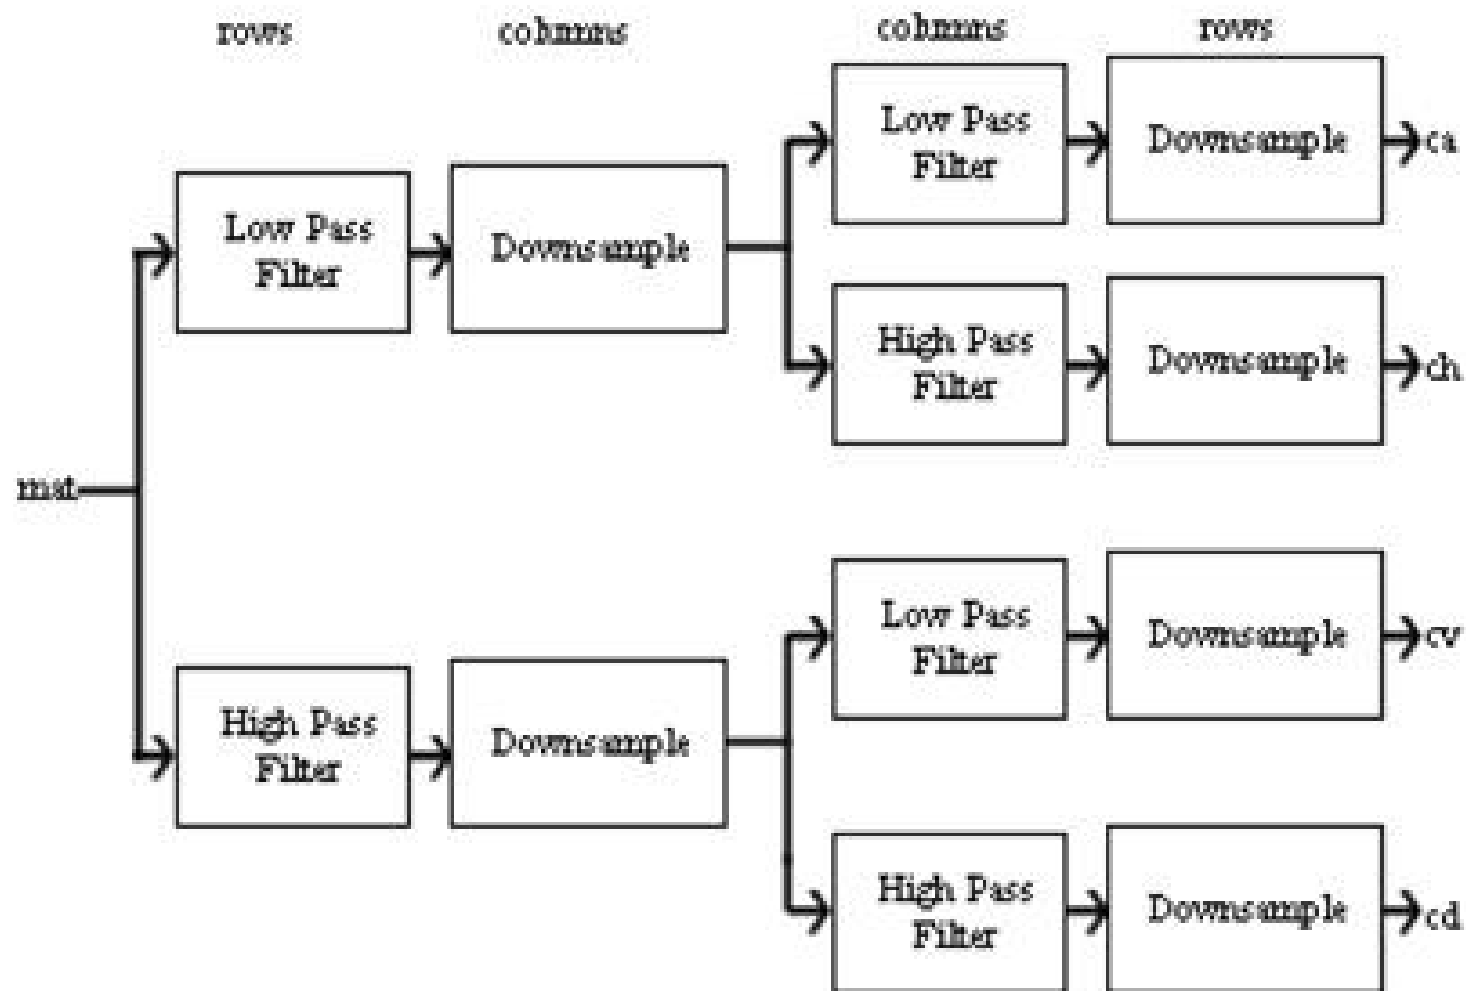 rows columns columns rows
Low Pass
Filter
Downsample
ca
Low Pass
Filter
Downsample
High Pass
Filter
Downsample
ch
mat
Low Pass
Filter
Downsample
cv
High Pass
Filter
Downsample
High Pass
Filter
Downsample
cd